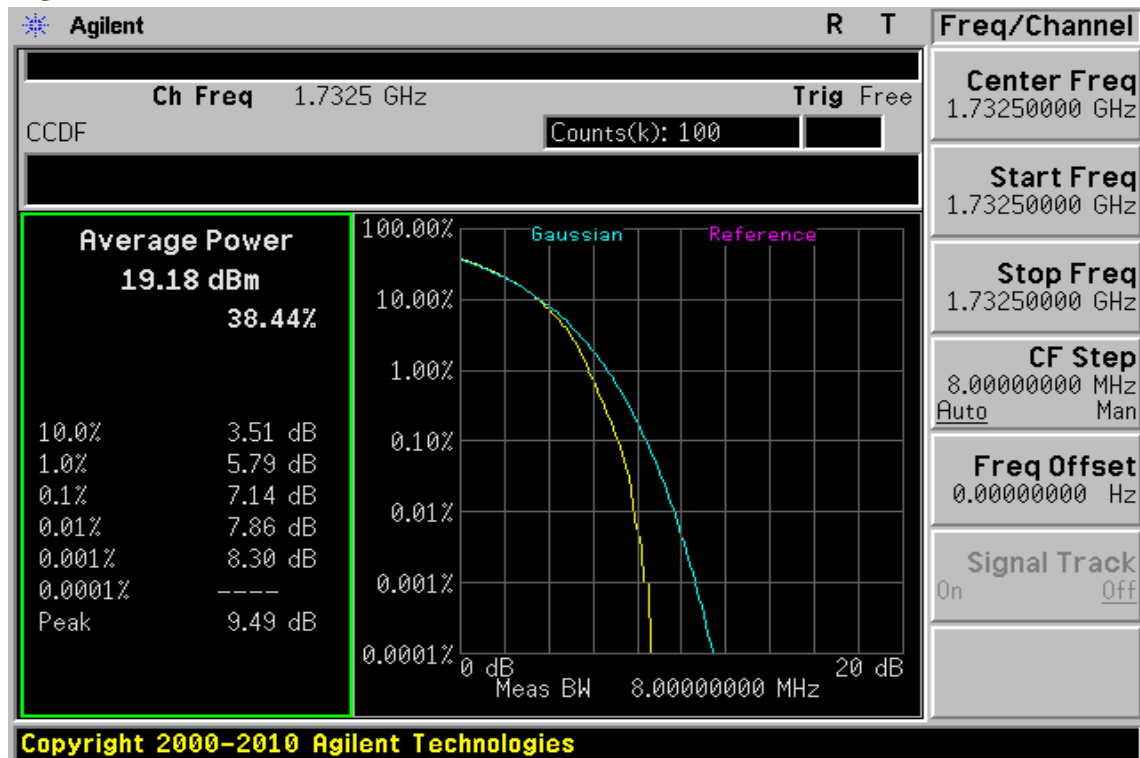 Agilent R T Freq/Channel
Ch Freq 1.7325 GHz Trig Free
CCDF Counts(k): 100
Average Power
19.18 dBm
38.44%
10.0% 3.51 dB
1.0% 5.79 dB
0.1% 7.14 dB
0.01% 7.86 dB
0.001% 8.30 dB
0.0001% ----
Peak 9.49 dB
Gaussian Reference
100.00%
10.00%
1.00%
0.10%
0.01%
0.001%
0.0001%
0 dB 20 dB
Meas BW 8.00000000 MHz
Center Freq
1.73250000 GHz
Start Freq
1.73250000 GHz
Stop Freq
1.73250000 GHz
CF Step
8.00000000 MHz
Auto Man
Freq Offset
0.00000000 Hz
Signal Track
On Off
Copyright 2000-2010 Agilent Technologies